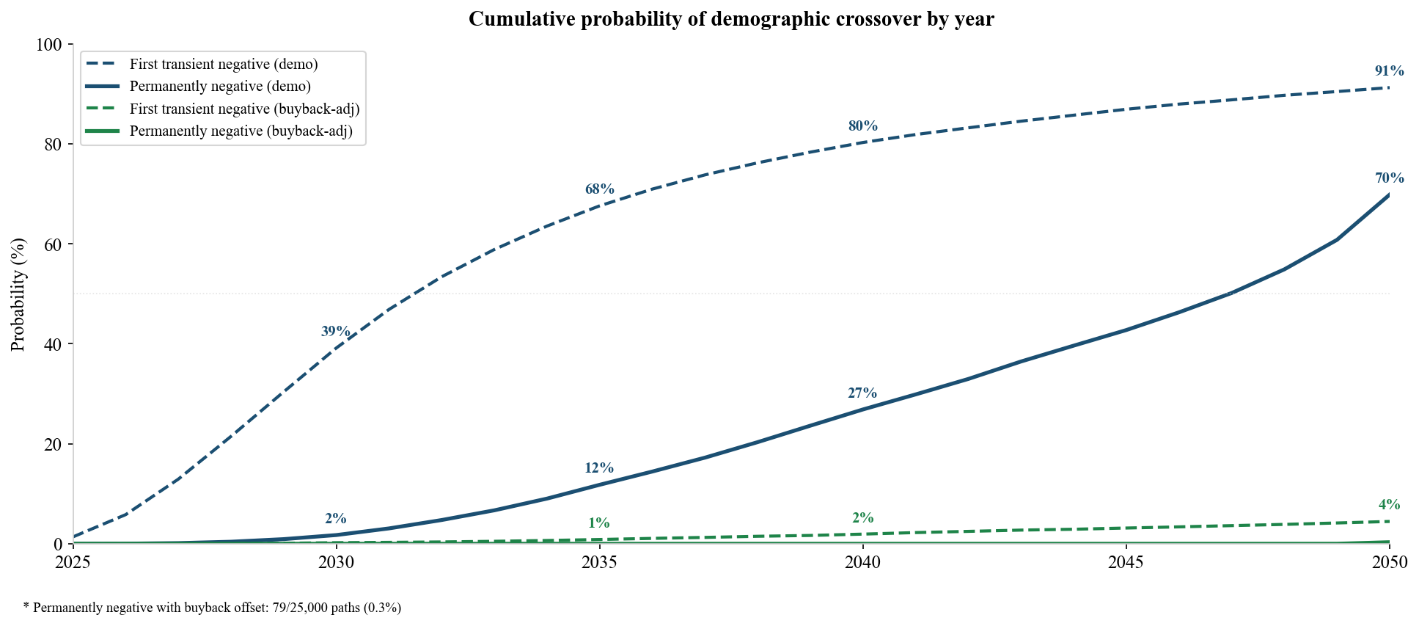 Cumulative probability of demographic crossover by year
100
First transient negative (demo)
Permanently negative (demo)
First transient negative (buyback-adj)
Permanently negative (buyback-adj)
91%
80%
80
68%
70%
60
Probability (%)
39%
40
27%
20
12%
2%
1%
2%
4%
0
2025 2030 2035 2040 2045 2050
* Permanently negative with buyback offset: 79/25,000 paths (0.3%)